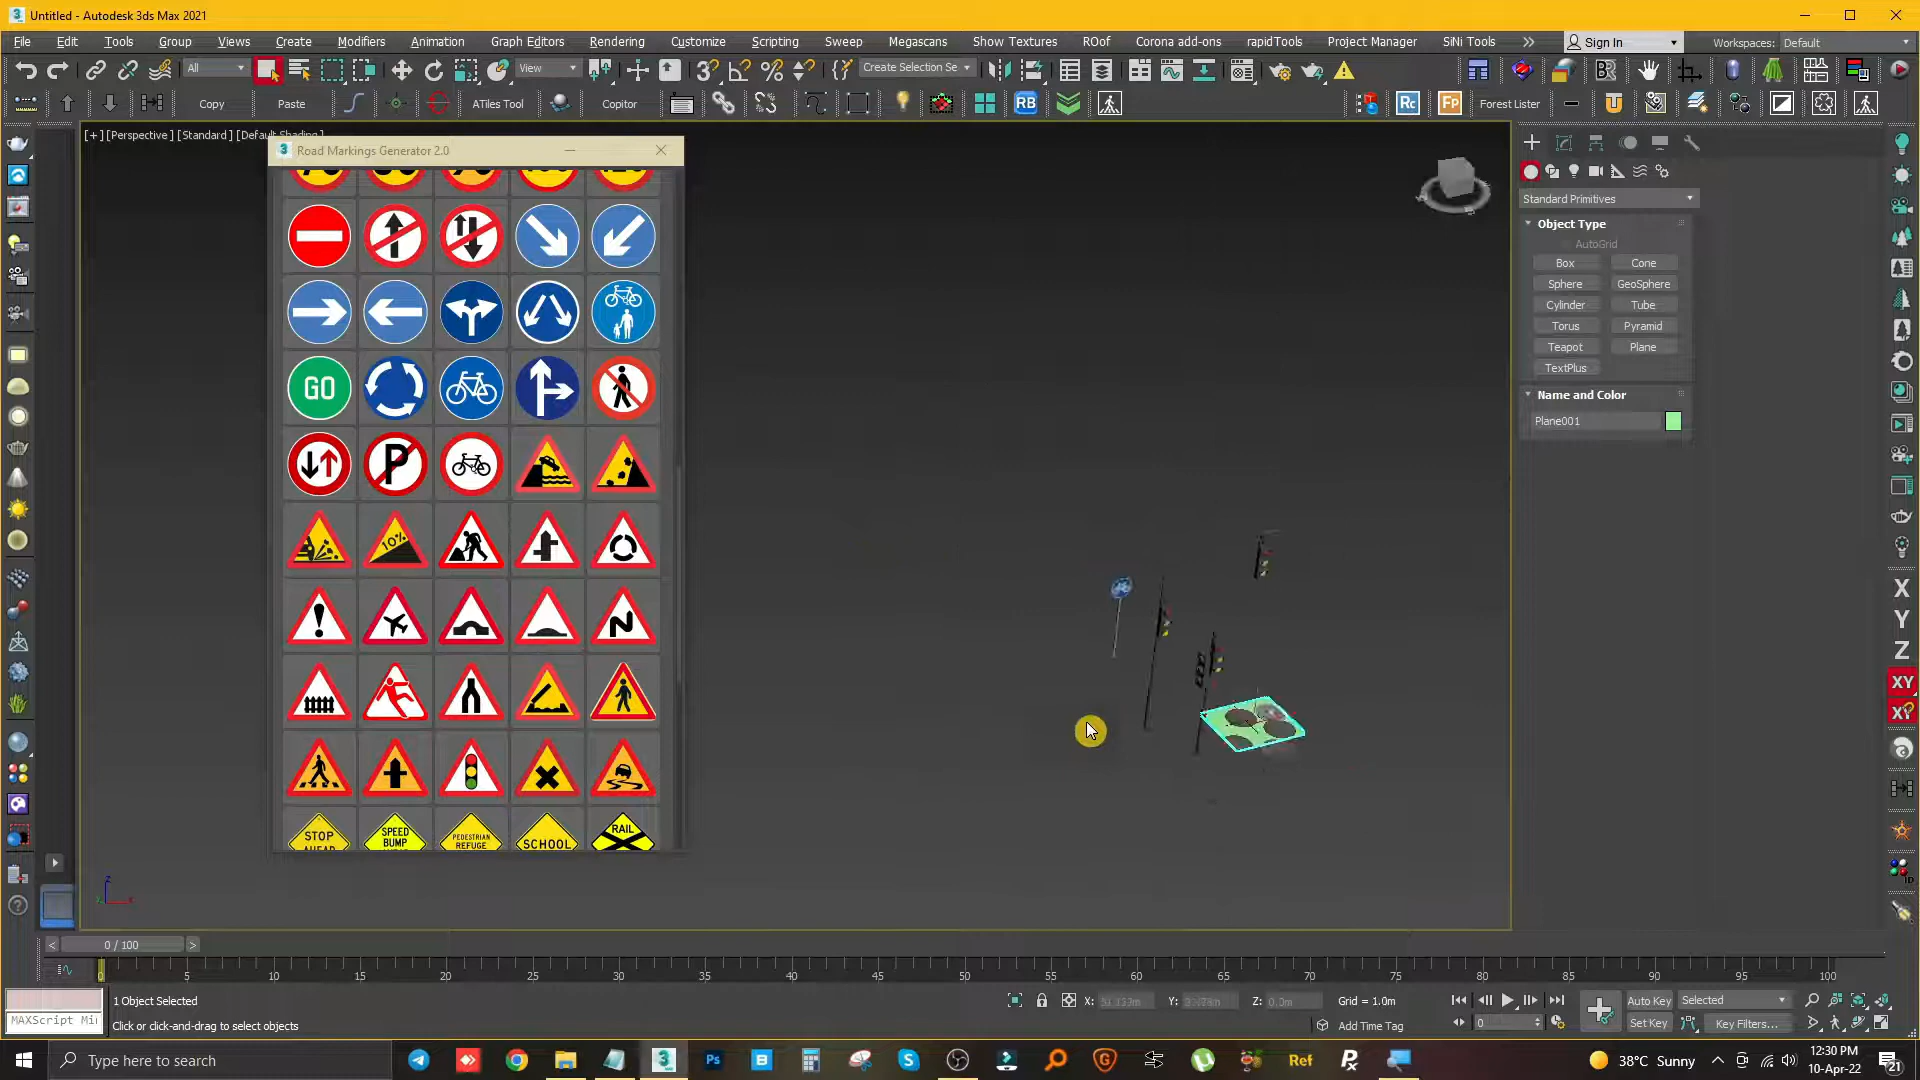 Untitled - Autodesk 3ds Max 2021
File Edit Tools Group Views Create Modifiers Animation Graph Editors Rendering Customize Scripting Sweep Megascans Show Textures ROof Corona add-ons rapidTools Project Manager SiNi Tools Sign In Workspaces: Default
All View Create Selection Se
Copy Paste ATiles Tool Copitor RB Rc Fp Forest Lister
[+] [Perspective ] [Standard ] [Default Shading ]
Road Markings Generator 2.0
Standard Primitives
Object Type
AutoGrid
Box Cone
Sphere GeoSphere
Cylinder Tube
Torus Pyramid
Teapot Plane
TextPlus
Name and Color
Plane001
GO
P
10%
STOP SPEED BUMP PEDESTRIAN REFUGE SCHOOL RAIL
X
Y
Z
XY
XY
< 0 / 100 >
0 5 10 15 20 25 30 35 40 45 50 55 60 65 70 75 80 85 90 95 100
1 Object Selected X: Y: Z: 0.0m Grid = 1.0m Auto Key Selected
MAXScript Mi Click or click-and-drag to select objects Add Time Tag 0 Set Key Key Filters...
Type here to search Ps Ref 38°C Sunny 12:30 PM
10-Apr-22 21